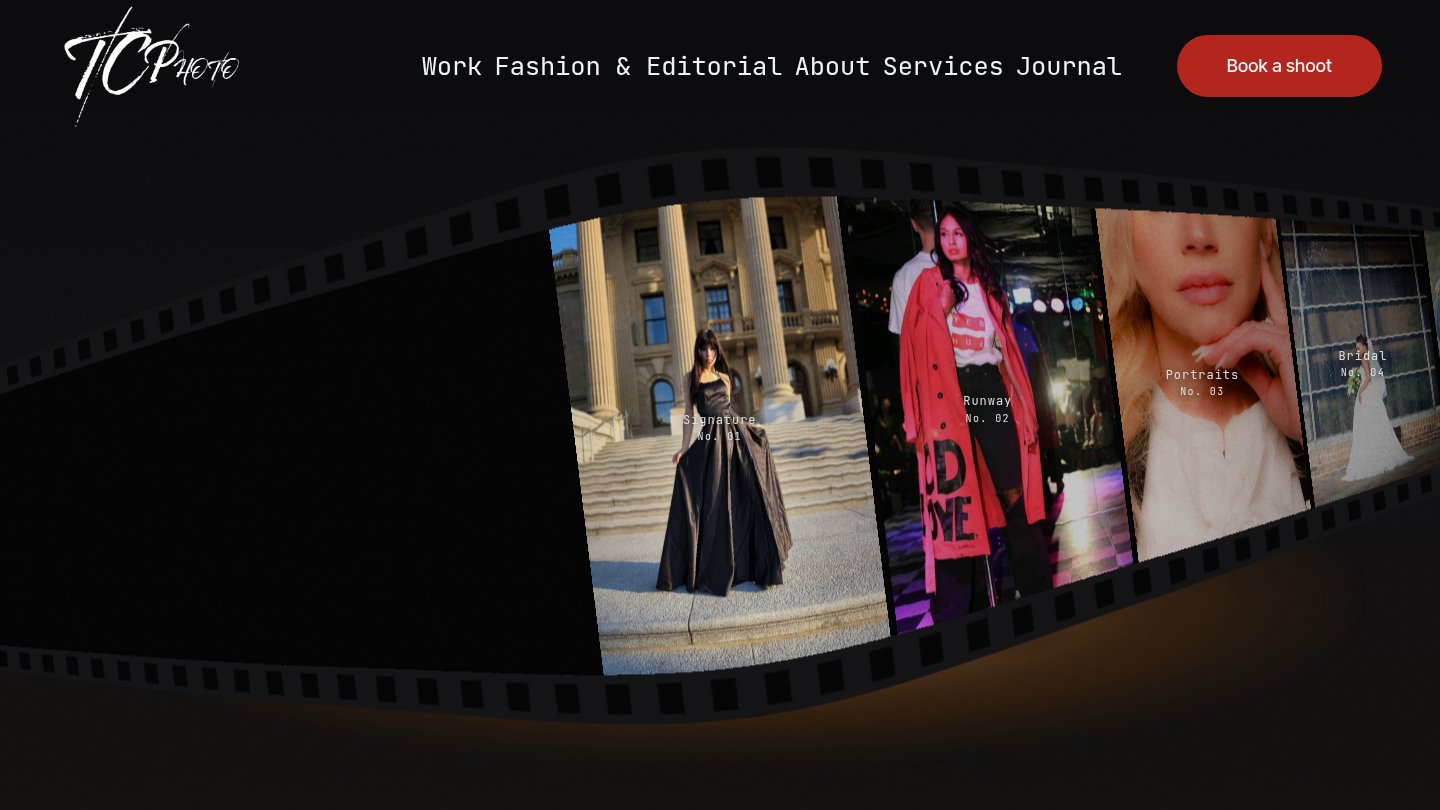 TCPHOTO
Work Fashion & Editorial About Services Journal
Book a shoot
Signature
No. 01
Runway
No. 02
Portraits
No. 03
Bridal
No. 04